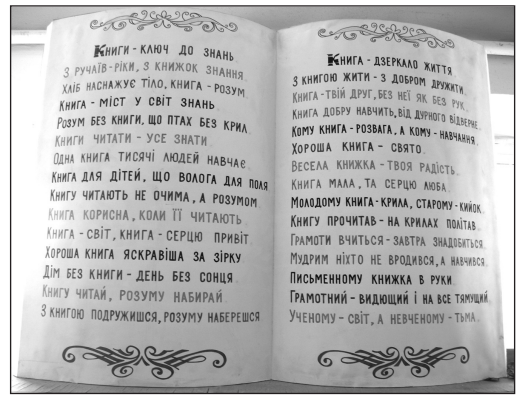 Книги - ключ до знань
З ручаїв-ріки, з книжок знання.
Хліб наснажує тіло, книга - розум.
Книга - міст у світ знань.
Розум без книги, що птах без крил.
Книги читати - усе знати.
Одна книга тисячі людей навчає.
Книга для дітей, що волога для поля
Книгу читають не очима, а розумом.
Книга корисна, коли її читають.
Книга - світ, книга - серцю привіт.
Хороша книга яскравіша за зірку
Дім без книги - день без сонця
Книгу читай, розуму набирай.
З книгою подружишся, розуму наберешся
Книга - дзеркало життя.
З книгою жити - з добром дружити.
Книга - твій друг, без неї як без рук.
Книга добру навчить, від дурного відверне.
Кому книга - розвага, а кому - навчання.
Хороша книга - свято.
Весела книжка - твоя радість.
Книга мала, та серцю люба.
Молодому книга - крила, старому - кийок.
Книгу прочитав - на крилах політав.
Грамоти вчиться - завтра знадобиться.
Мудрим ніхто не вродився, а навчився.
Письменному книжка в руки.
Грамотний - видющий і на все тямущий.
Ученому - світ, а невченому - тьма.